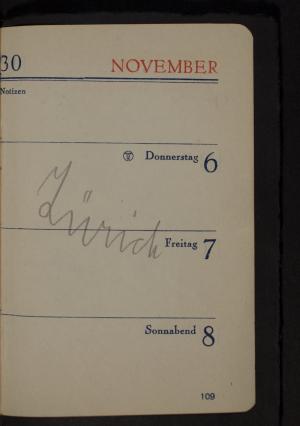 30 NOVEMBER
Notizen
Donnerstag 6
Zürich
Freitag 7
Sonnabend 8
109